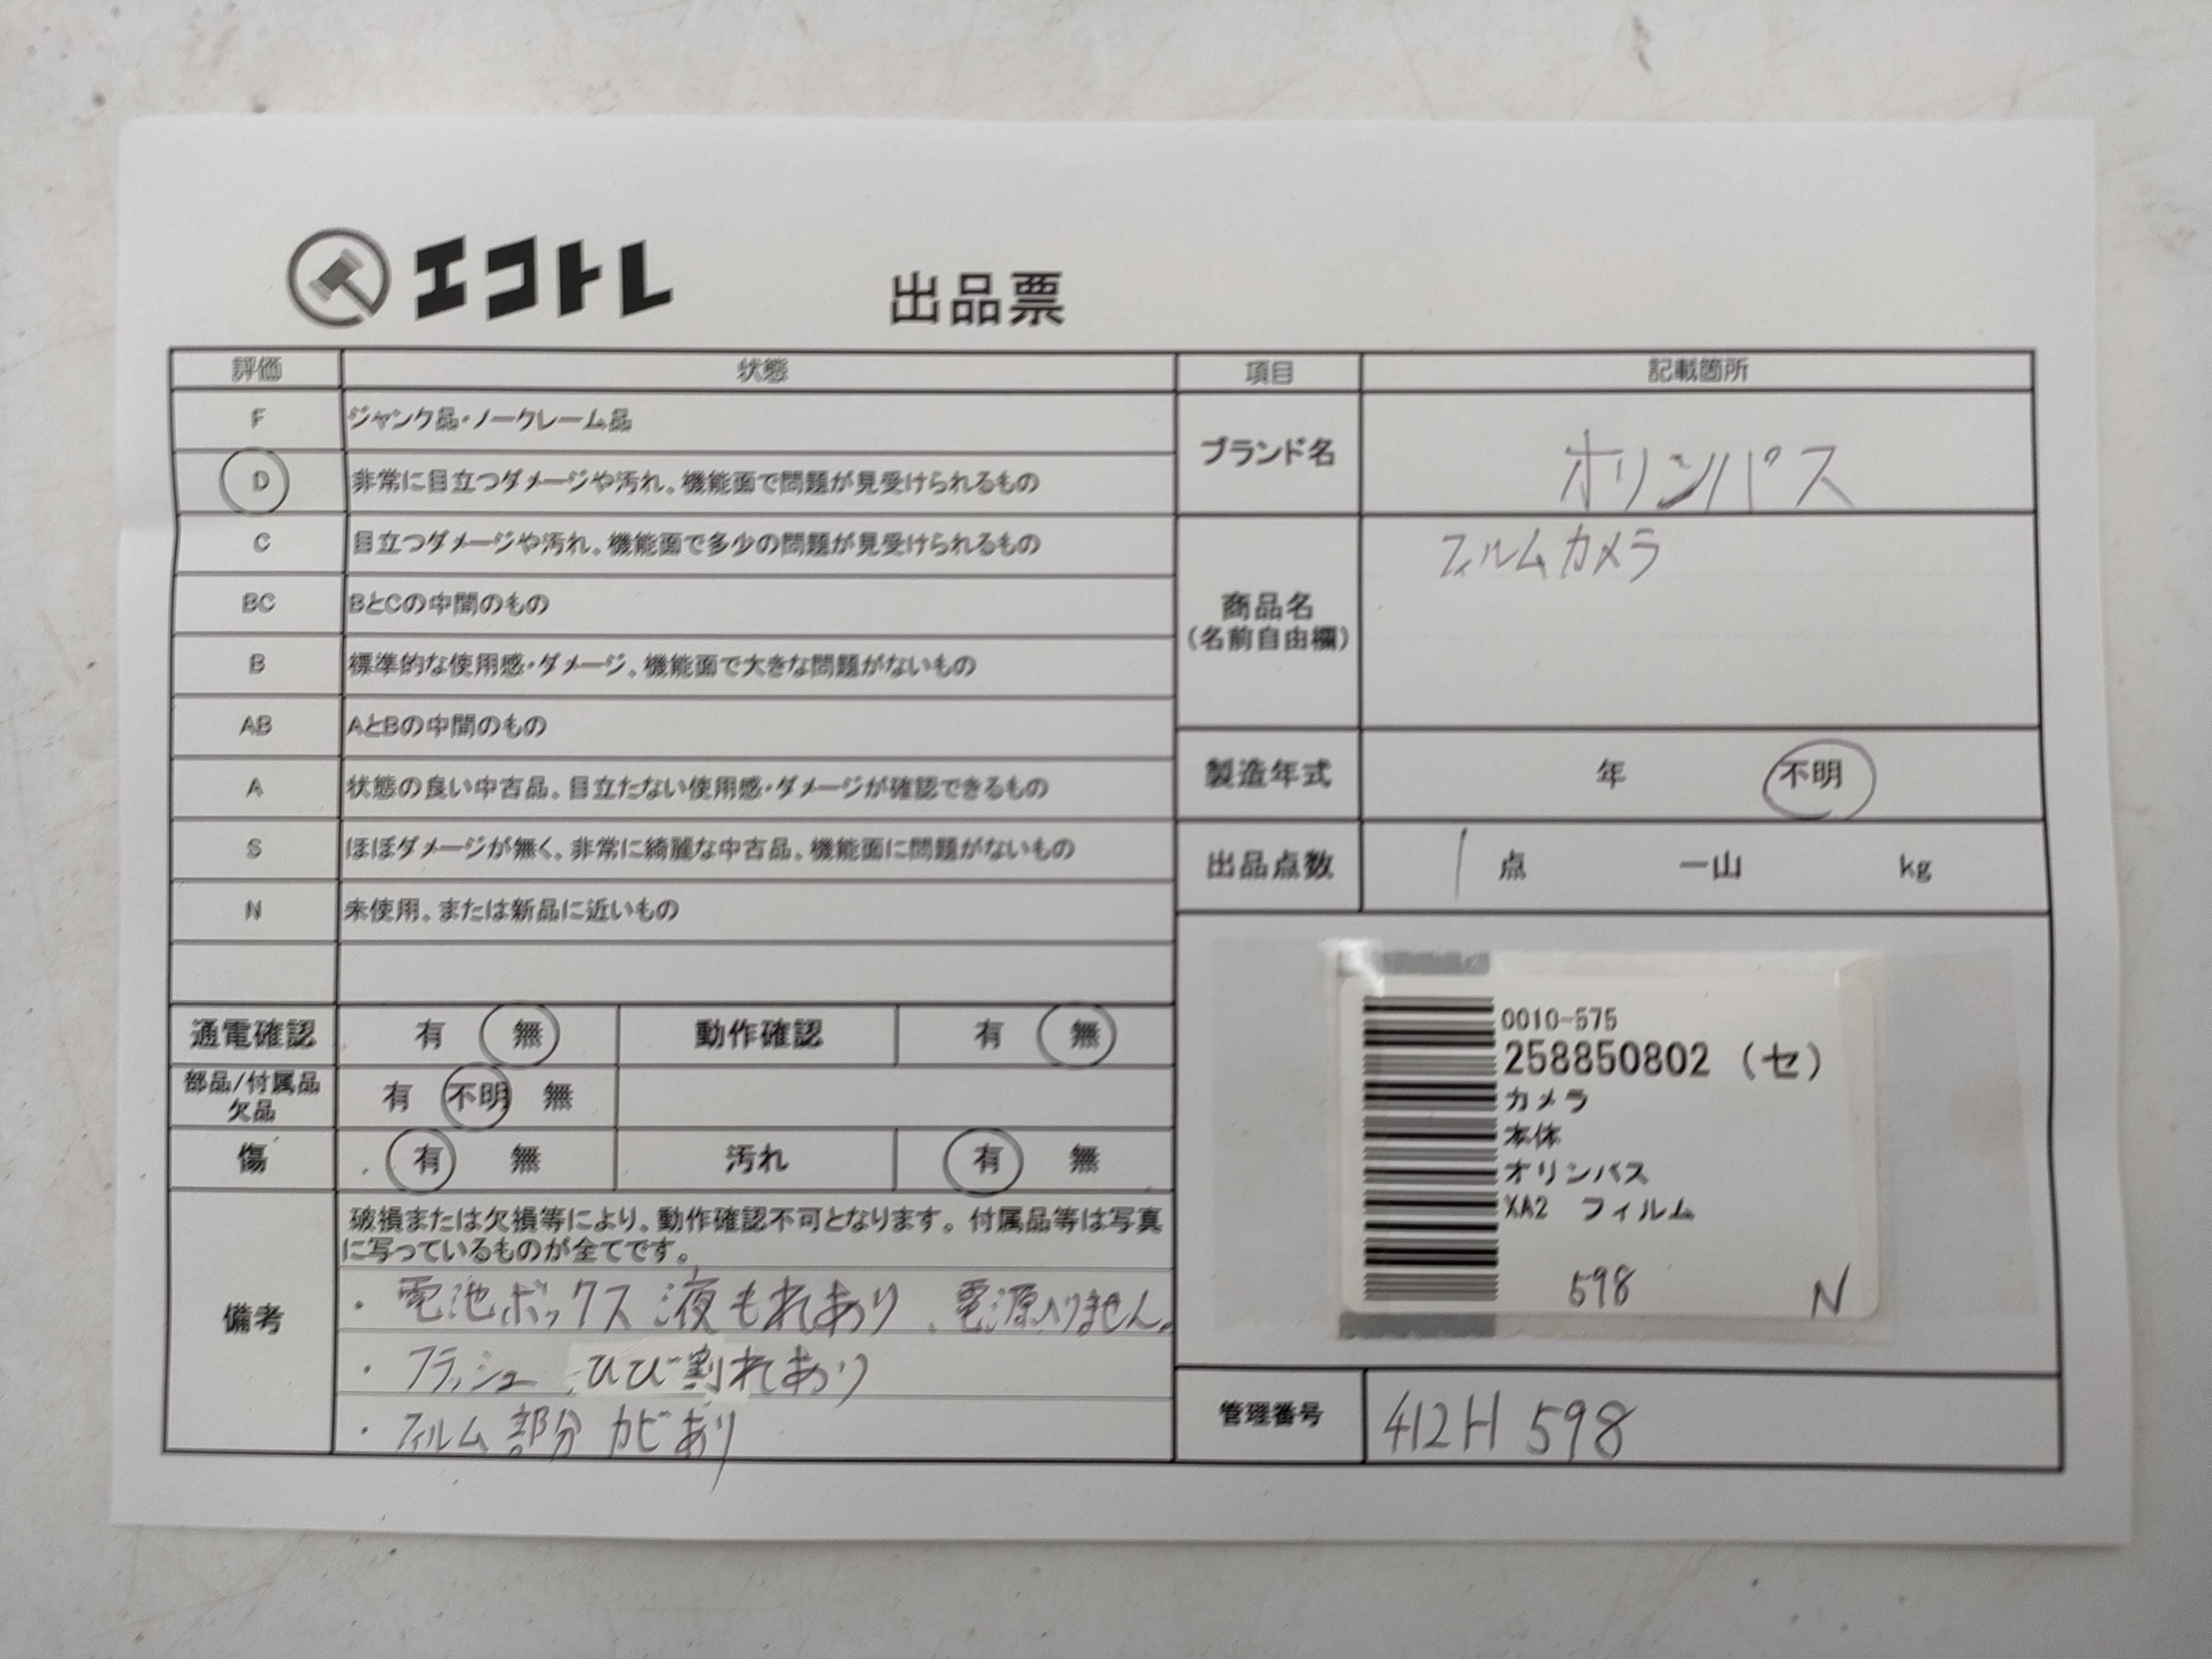 エコトレ
出品票
評価 状態
F ジャンク品・ノークレーム品
D 非常に目立つダメージや汚れ、機能面で問題が見受けられるもの
C 目立つダメージや汚れ、機能面で多少の問題が見受けられるもの
BC BとCの中間のもの
B 標準的な使用感・ダメージ、機能面で大きな問題がないもの
AB AとBの中間のもの
A 状態の良い中古品。目立たない使用感・ダメージが確認できるもの
S ほぼダメージが無く、非常に綺麗な中古品。機能面に問題がないもの
N 未使用。または新品に近いもの
通電確認 有 無 動作確認 有 無
部品/付属品
欠品
有 不明 無
傷 有 無 汚れ 有 無
備考
破損または欠損等により、動作確認不可となります。付属品等は写真
に写っているものが全てです。
・電池ボックス 液もれあり、電源入りません。
・フラッシュ ひび割れあり
・フィルム部分 カビあり
項目 記載箇所
ブランド名 オリンパス
商品名
(名前自由欄)
フィルムカメラ
製造年式 年 不明
出品点数 1点 一山 kg
0010-575
258850802 (セ)
カメラ
本体
オリンパス
XA2 フィルム
598 N
管理番号 412H 598